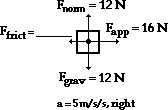 Fnorm = 12 N
Ffrict=
Fapp = 16 N
Fgrav = 12 N
a = 5 m/s/s, right